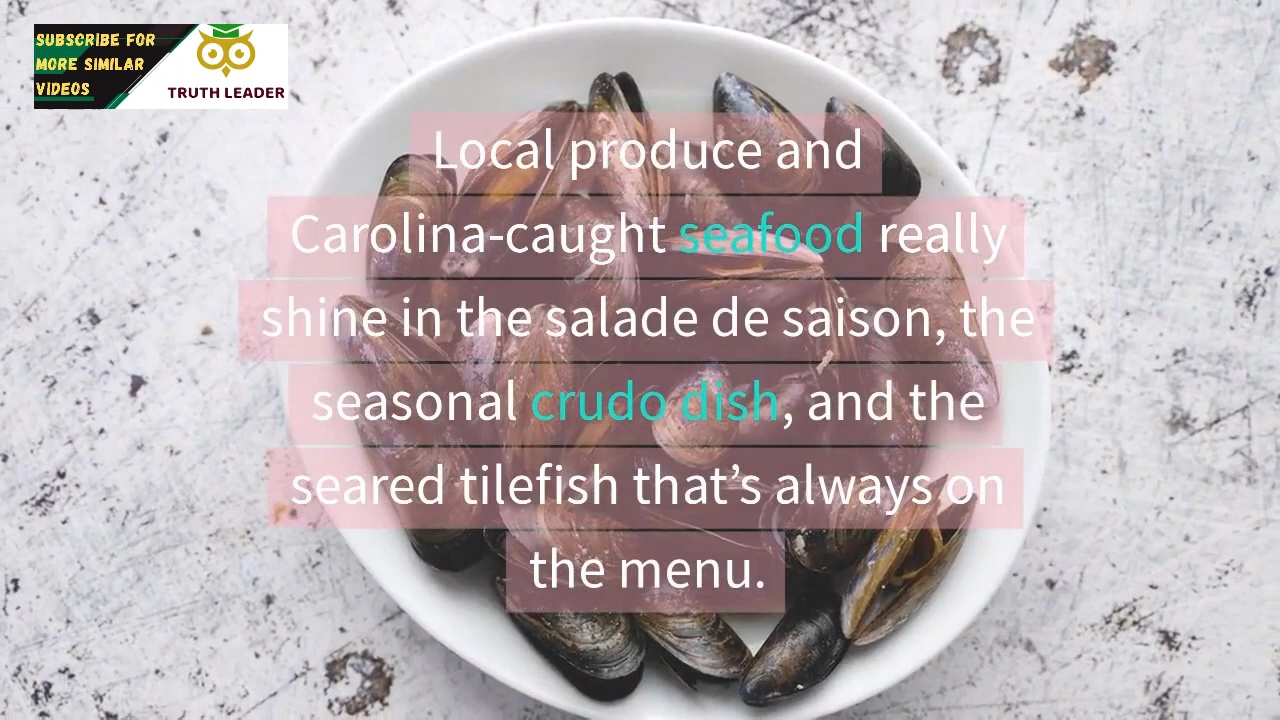 SUBSCRIBE FOR
MORE SIMILAR
VIDEOS
TRUTH LEADER
Local produce and
Carolina-caught seafood really
shine in the salade de saison, the
seasonal crudo dish, and the
seared tilefish that’s always on
the menu.